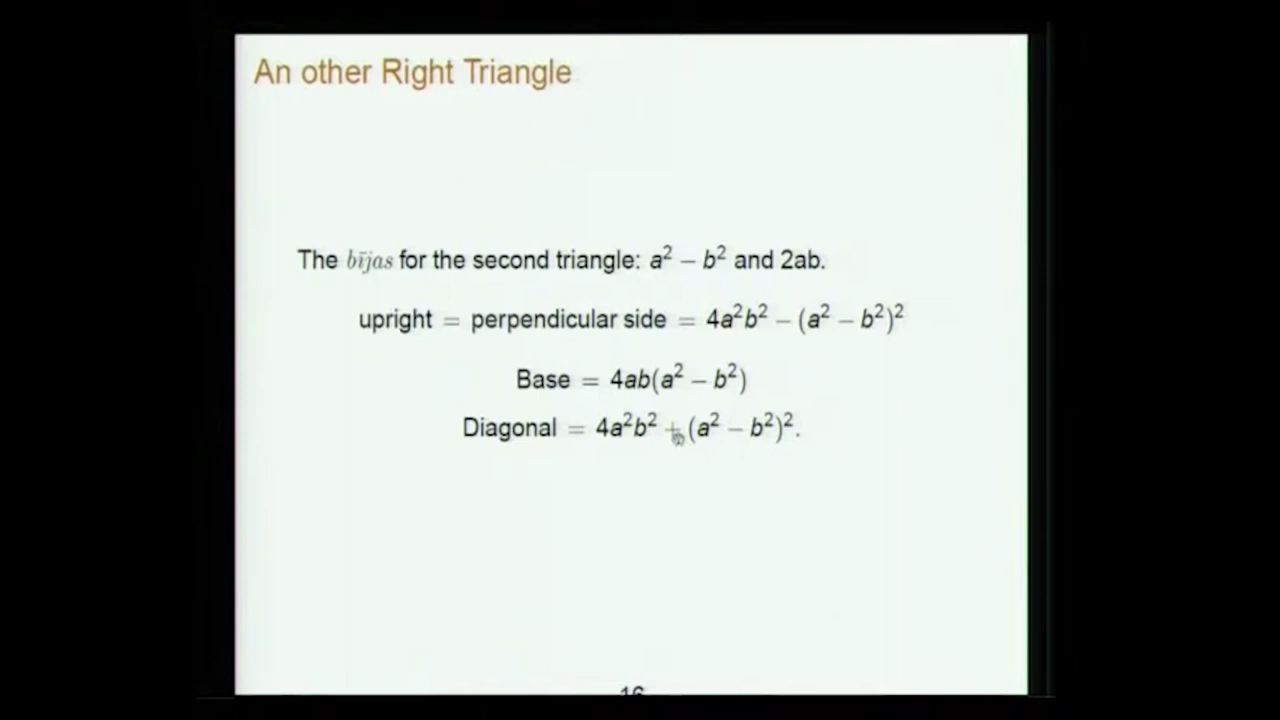 An other Right Triangle
The bījas for the second triangle: a² − b² and 2ab.
upright = perpendicular side = 4a²b² − (a² − b²)²
Base = 4ab(a² − b²)
Diagonal = 4a²b² + (a² − b²)².
16